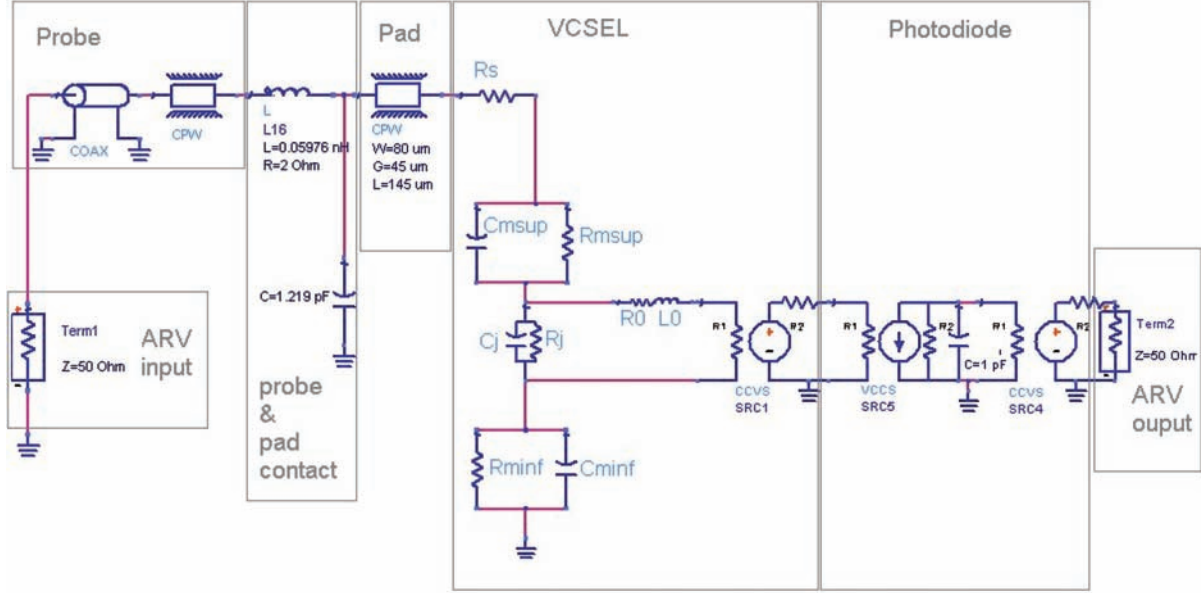 Probe
Pad
VCSEL
Photodiode
Rs
L
COAX
CPW
L16
L=0.05976 nH
R=2 Ohm
CPW
W=80 um
G=45 um
L=145 um
Cmsup
Rmsup
C=1.219 pF
+
Term1
Z=50 Ohm
-
ARV
input
probe
&
pad
contact
Cj
Rj
R0 L0
R1
+
-
R2
R1
R2
C=1 pF
R1
+
-
R2
+
Term2
Z=50 Ohm
-
CCVS
SRC1
VCCS
SRC5
CCVS
SRC4
ARV
ouput
Rminf
Cminf